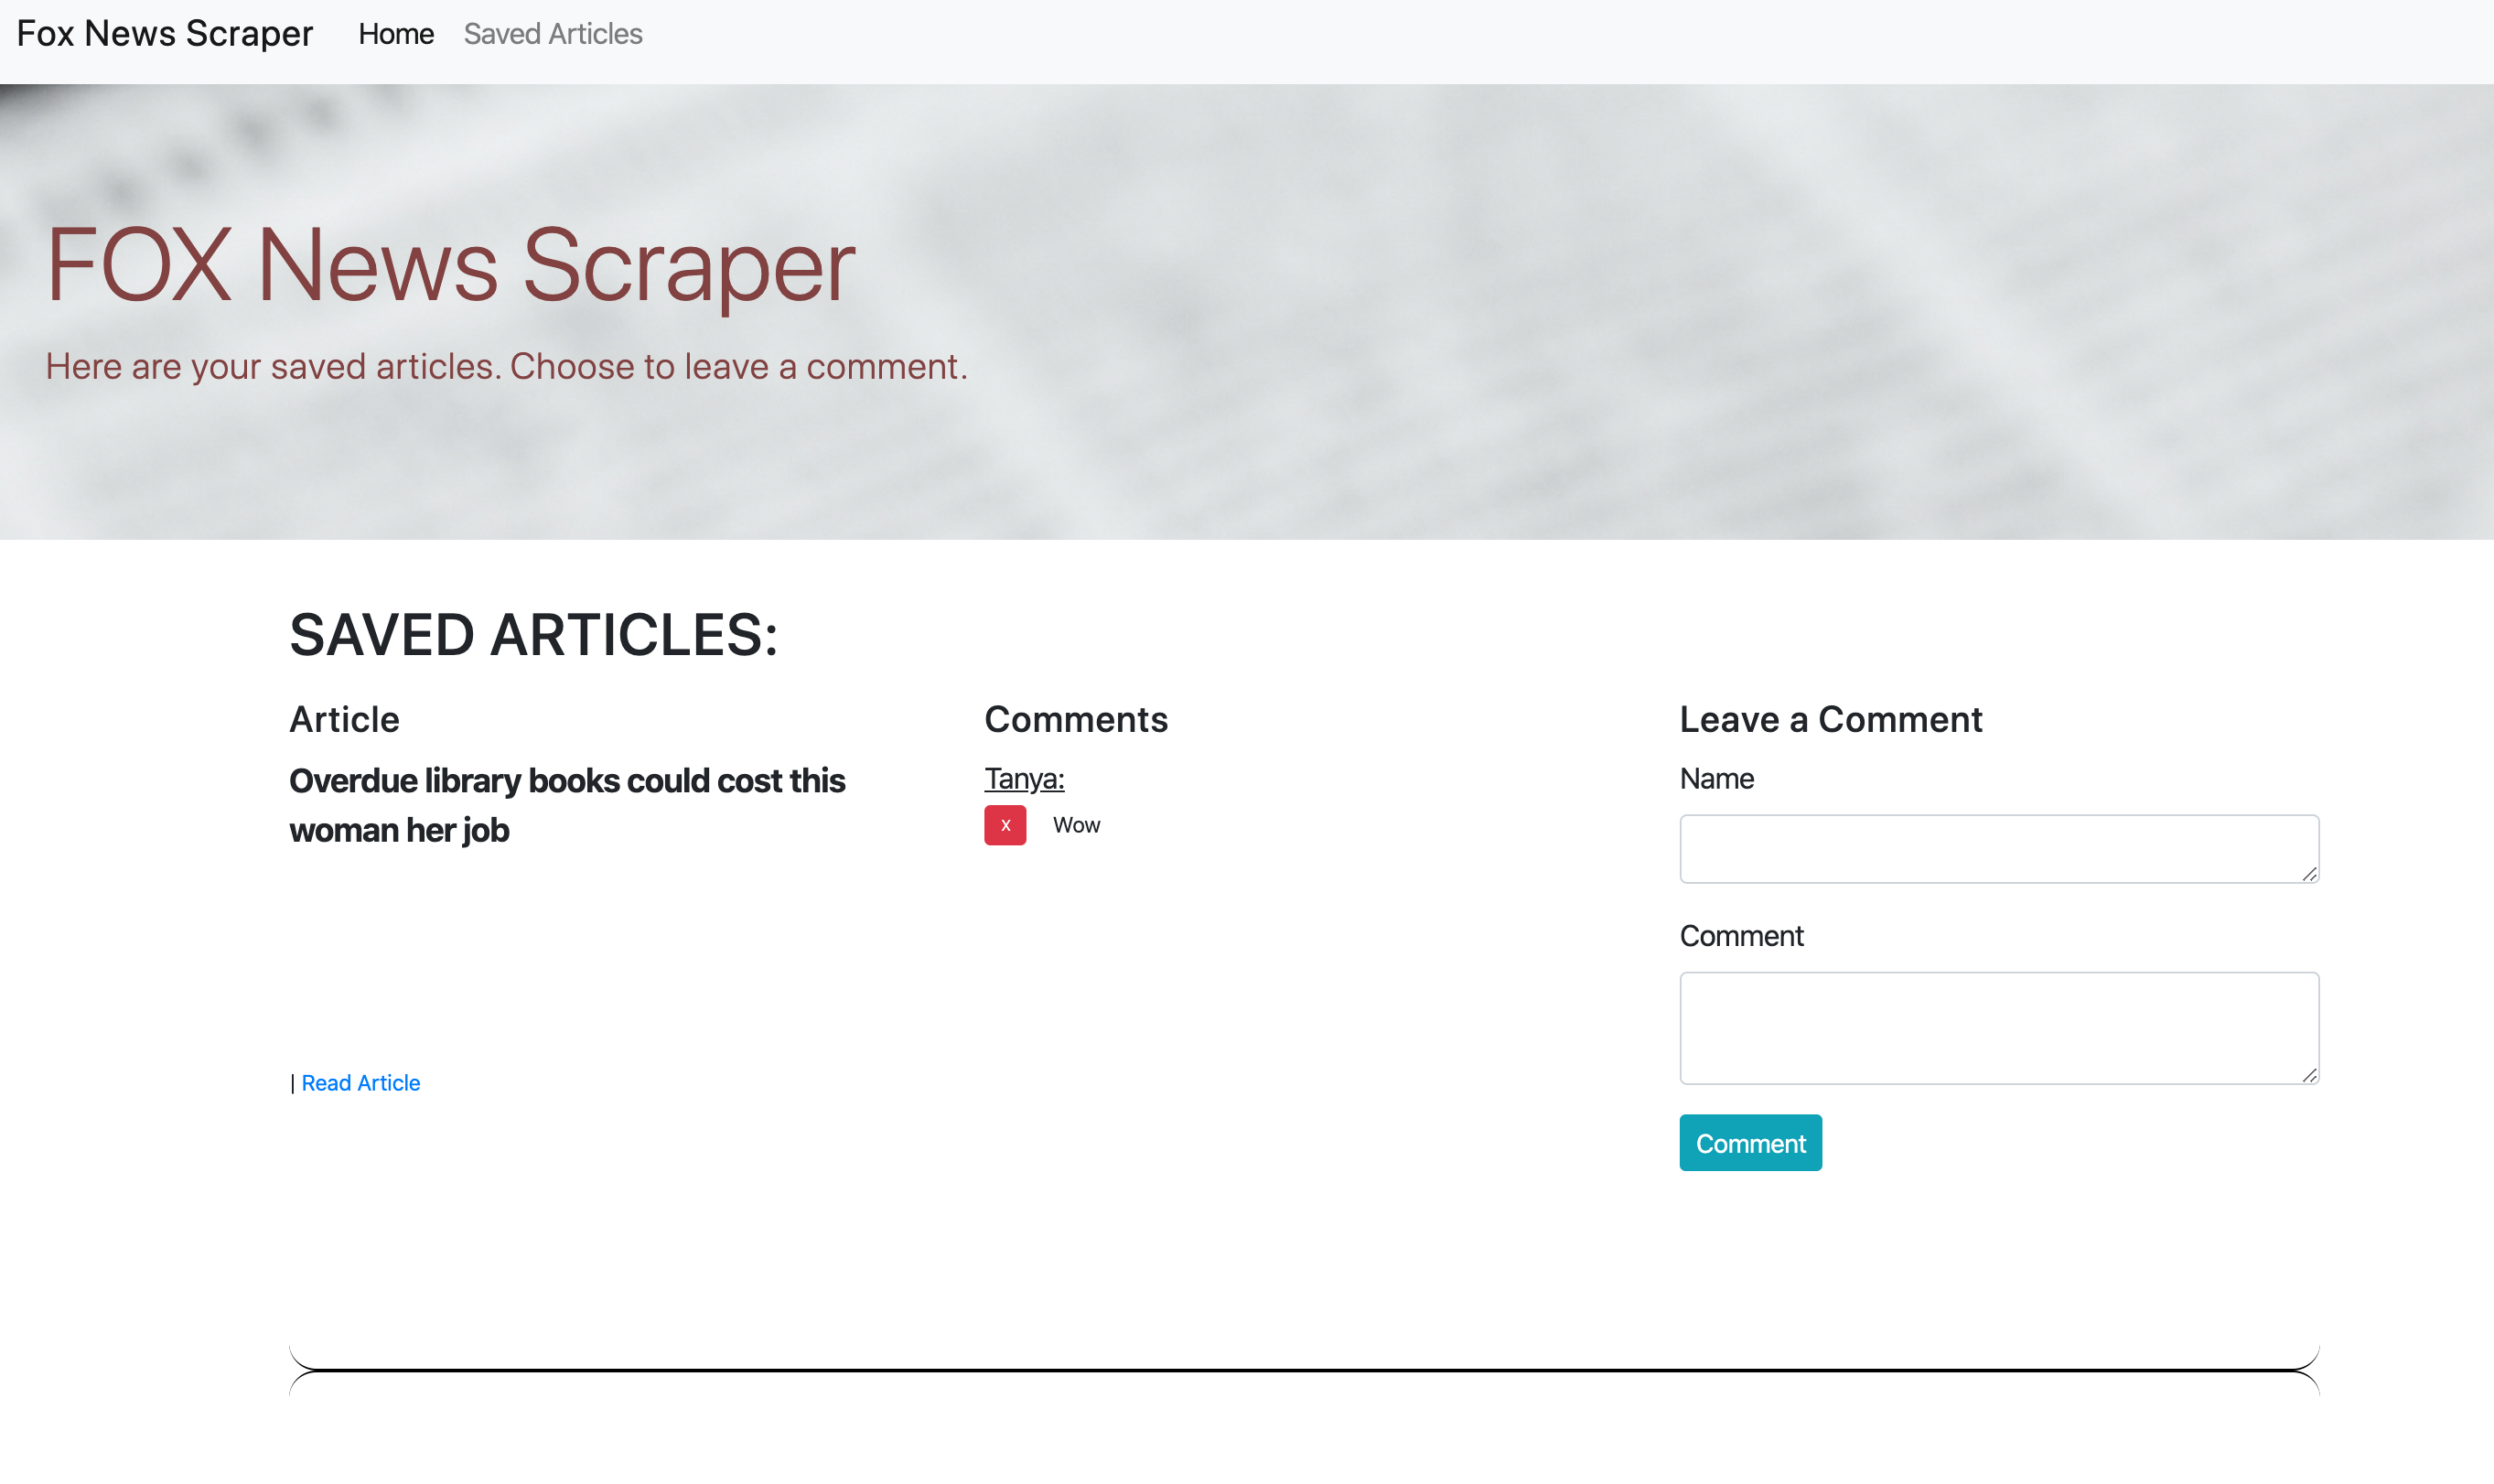 Fox News Scraper Home Saved Articles
FOX News Scraper
Here are your saved articles. Choose to leave a comment.
SAVED ARTICLES:
Article
Overdue library books could cost this
woman her job
| Read Article
Comments
Tanya:
x Wow
Leave a Comment
Name
Comment
Comment